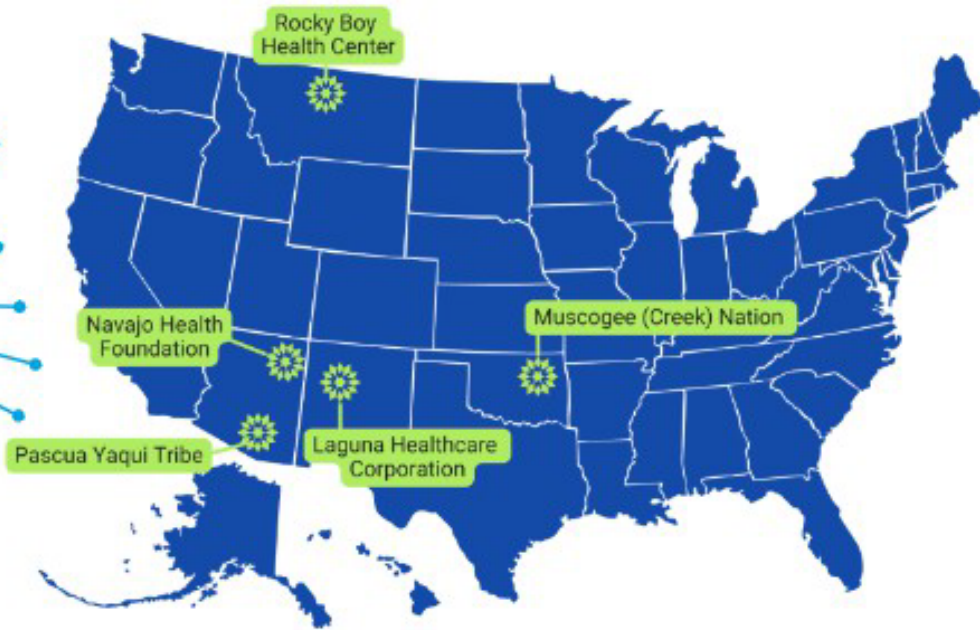 Rocky Boy
Health Center
Navajo Health
Foundation
Muscogee (Creek) Nation
Pascua Yaqui Tribe
Laguna Healthcare
Corporation